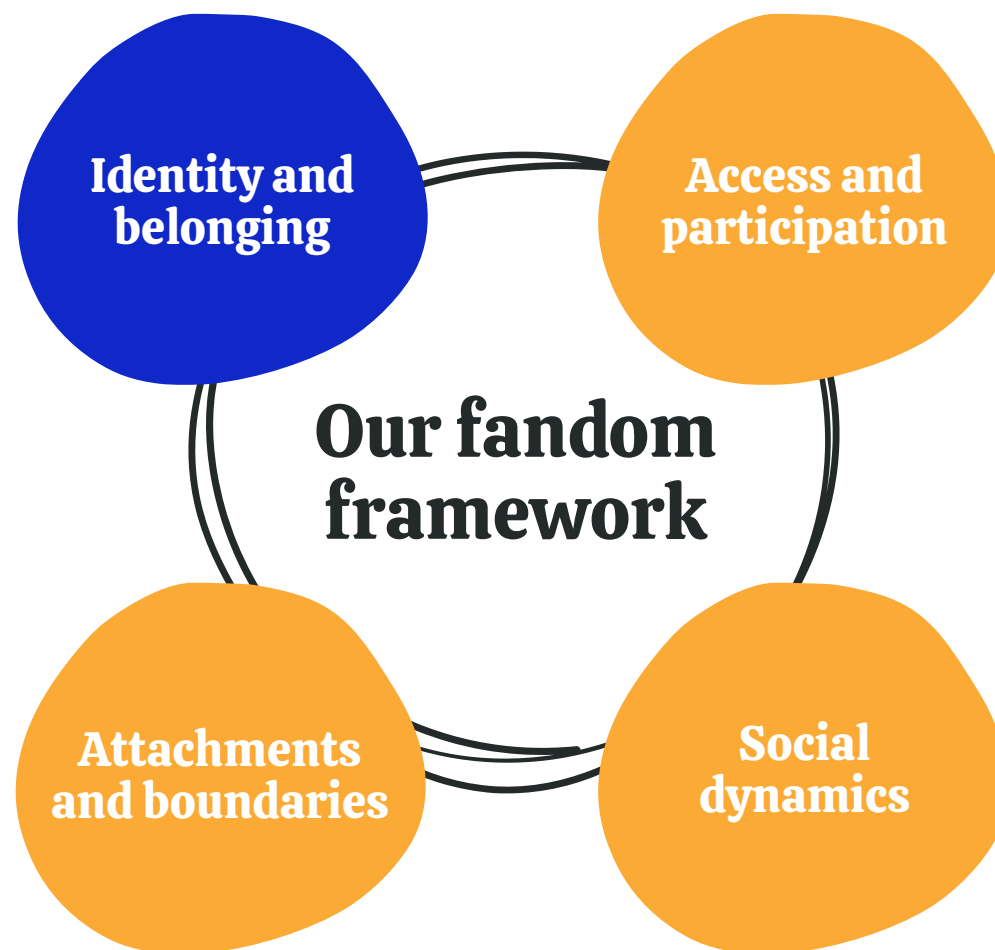 Identity and
belonging
Access and
participation
Our fandom
framework
Attachments
and boundaries
Social
dynamics